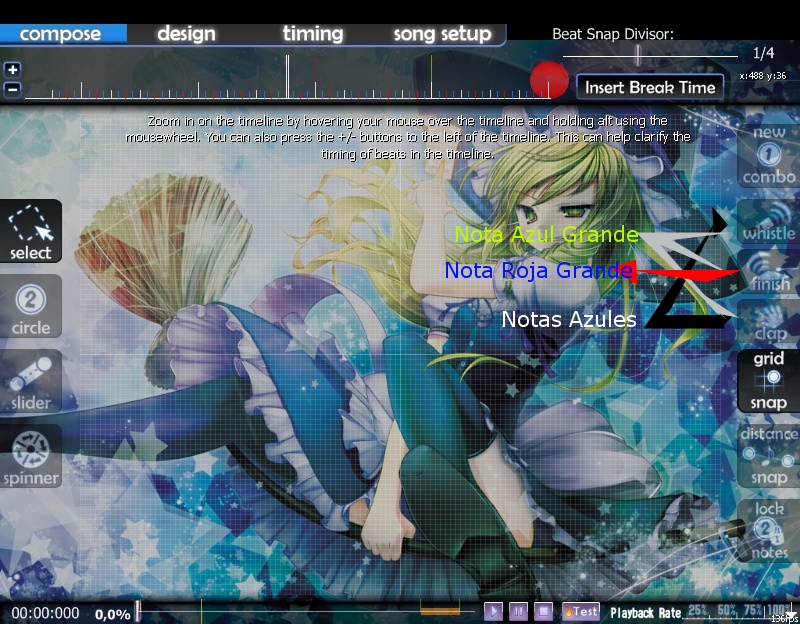 compose design timing song setup
Beat Snap Divisor:
1/4
+
-
Insert Break Time
x:488 y:36
Zoom in on the timeline by hovering your mouse over the timeline and holding alt using the
mousewheel. You can also press the +/- buttons to the left of the timeline. This can help clarify the
timing of beats in the timeline.
new
1
combo
whistle
finish
clap
grid
snap
distance
snap
lock
2
notes
select
2
circle
slider
spinner
Nota Azul Grande
Nota Roja Grande
Notas Azules
00:00:000 0,0% Test Playback Rate 25% 50% 75% 100%
136fps